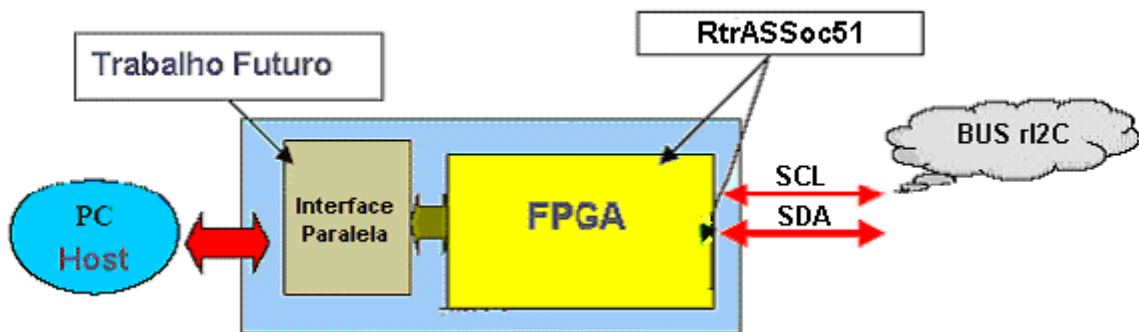 RtrASSoc51
Trabalho Futuro
BUS rI2C
SCL
Interface
Paralela
FPGA
SDA
PC
Host